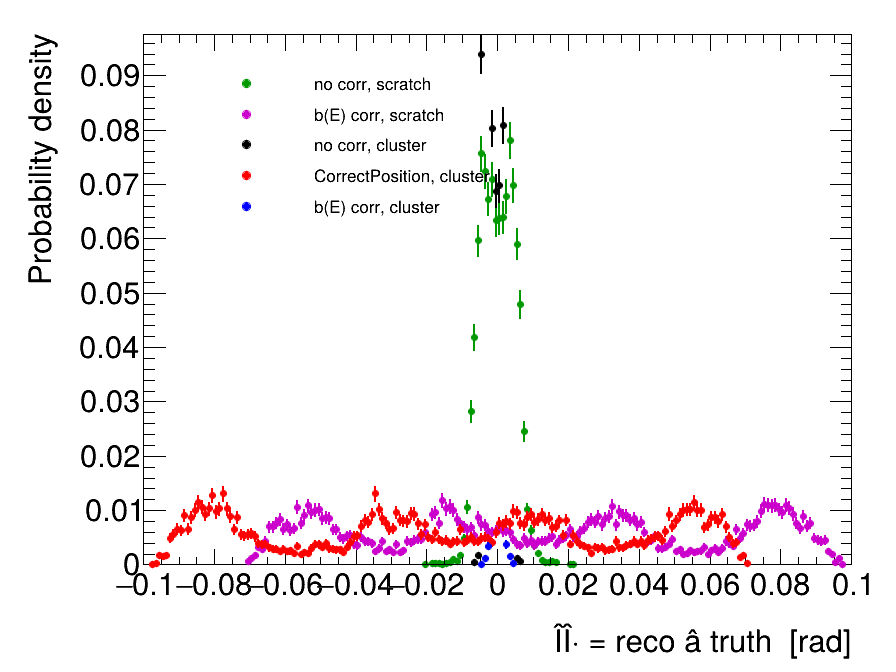 Probability density
0.09
0.08
0.07
0.06
0.05
0.04
0.03
0.02
0.01
0
no corr, scratch
b(E) corr, scratch
no corr, cluster
CorrectPosition, cluster
b(E) corr, cluster
−0.1 −0.08 −0.06 −0.04 −0.02 0 0.02 0.04 0.06 0.08 0.1
ÎÎ· = reco â truth [rad]